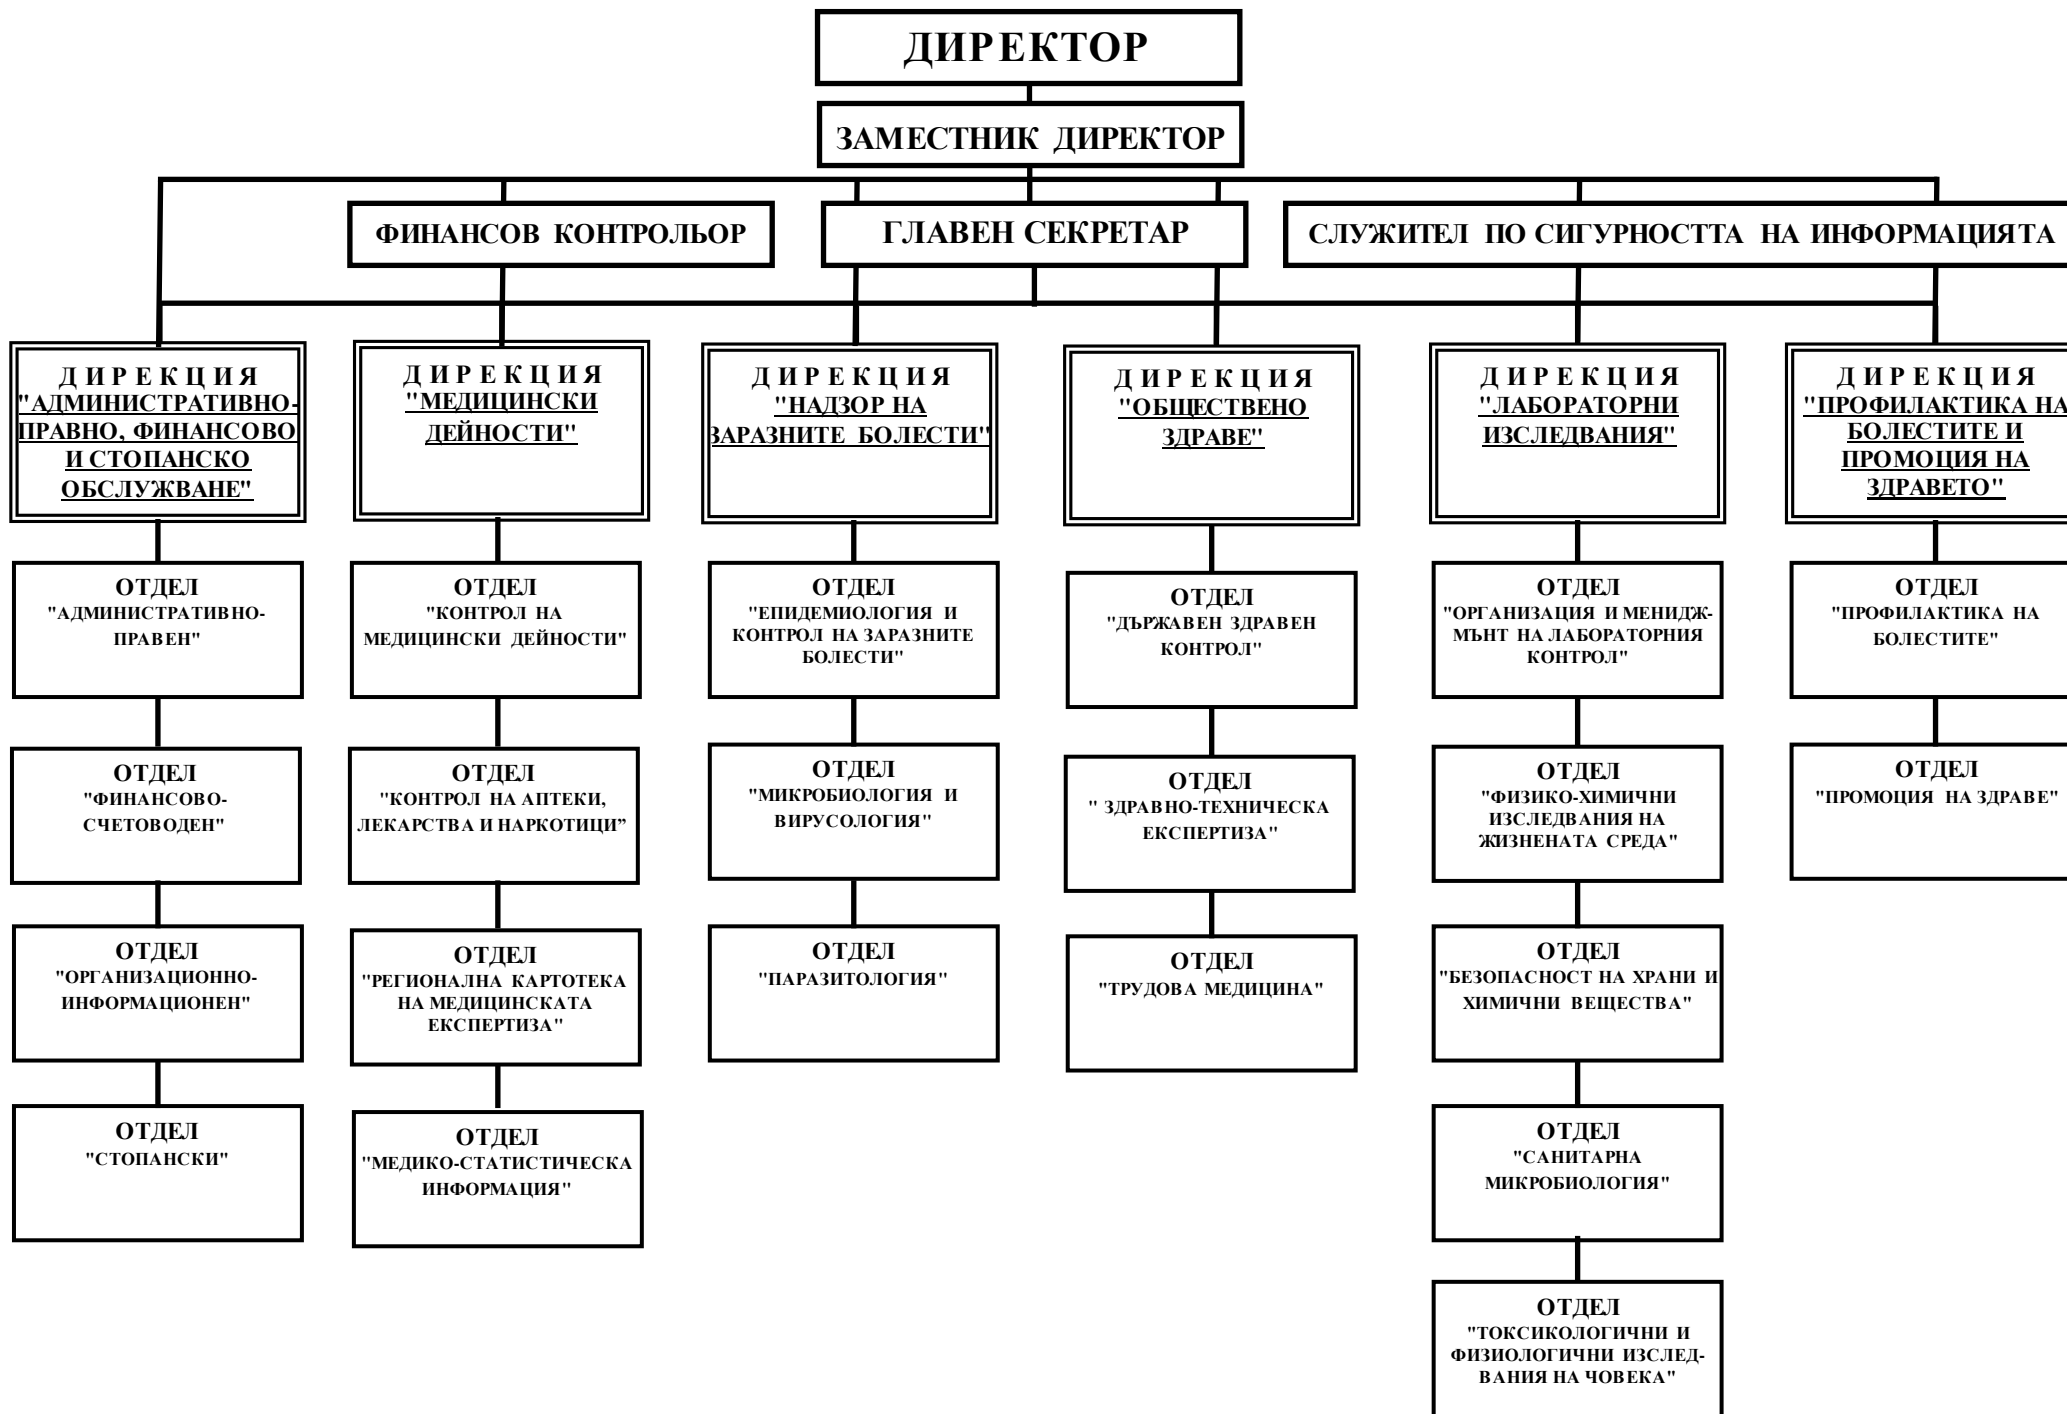 ДИРЕКТОР
ЗАМЕСТНИК ДИРЕКТОР
ФИНАНСОВ КОНТРОЛЬОР
ГЛАВЕН СЕКРЕТАР
СЛУЖИТЕЛ ПО СИГУРНОСТТА НА ИНФОРМАЦИЯТА
Д И Р Е К Ц И Я
"АДМИНИСТРАТИВНО-
ПРАВНО, ФИНАНСОВО
И СТОПАНСКО
ОБСЛУЖВАНЕ"
Д И Р Е К Ц И Я
"МЕДИЦИНСКИ
ДЕЙНОСТИ"
Д И Р Е К Ц И Я
"НАДЗОР НА
ЗАРАЗНИТЕ БОЛЕСТИ"
Д И Р Е К Ц И Я
"ОБЩЕСТВЕНО
ЗДРАВЕ"
Д И Р Е К Ц И Я
"ЛАБОРАТОРНИ
ИЗСЛЕДВАНИЯ"
Д И Р Е К Ц И Я
"ПРОФИЛАКТИКА НА
БОЛЕСТИТЕ И
ПРОМОЦИЯ НА
ЗДРАВЕТО"
ОТДЕЛ
"АДМИНИСТРАТИВНО-
ПРАВЕН"
ОТДЕЛ
"КОНТРОЛ НА
МЕДИЦИНСКИ ДЕЙНОСТИ"
ОТДЕЛ
"ЕПИДЕМИОЛОГИЯ И
КОНТРОЛ НА ЗАРАЗНИТЕ
БОЛЕСТИ"
ОТДЕЛ
"ДЪРЖАВЕН ЗДРАВЕН
КОНТРОЛ"
ОТДЕЛ
"ОРГАНИЗАЦИЯ И МЕНИДЖ-
МЪНТ НА ЛАБОРАТОРНИЯ
КОНТРОЛ"
ОТДЕЛ
"ПРОФИЛАКТИКА НА
БОЛЕСТИТЕ"
ОТДЕЛ
"ФИНАНСОВО-
СЧЕТОВОДЕН"
ОТДЕЛ
"КОНТРОЛ НА АПТЕКИ,
ЛЕКАРСТВА И НАРКОТИЦИ”
ОТДЕЛ
"МИКРОБИОЛОГИЯ И
ВИРУСОЛОГИЯ"
ОТДЕЛ
" ЗДРАВНО-ТЕХНИЧЕСКА
ЕКСПЕРТИЗА"
ОТДЕЛ
"ФИЗИКО-ХИМИЧНИ
ИЗСЛЕДВАНИЯ НА
ЖИЗНЕНАТА СРЕДА"
ОТДЕЛ
"ПРОМОЦИЯ НА ЗДРАВЕ"
ОТДЕЛ
"ОРГАНИЗАЦИОННО-
ИНФОРМАЦИОНЕН"
ОТДЕЛ
"РЕГИОНАЛНА КАРТОТЕКА
НА МЕДИЦИНСКАТА
ЕКСПЕРТИЗА"
ОТДЕЛ
"ПАРАЗИТОЛОГИЯ"
ОТДЕЛ
"ТРУДОВА МЕДИЦИНА"
ОТДЕЛ
"БЕЗОПАСНОСТ НА ХРАНИ И
ХИМИЧНИ ВЕЩЕСТВА"
ОТДЕЛ
"СТОПАНСКИ"
ОТДЕЛ
"МЕДИКО-СТАТИСТИЧЕСКА
ИНФОРМАЦИЯ"
ОТДЕЛ
"САНИТАРНА
МИКРОБИОЛОГИЯ"
ОТДЕЛ
"ТОКСИКОЛОГИЧНИ И
ФИЗИОЛОГИЧНИ ИЗСЛЕД-
ВАНИЯ НА ЧОВЕКА"